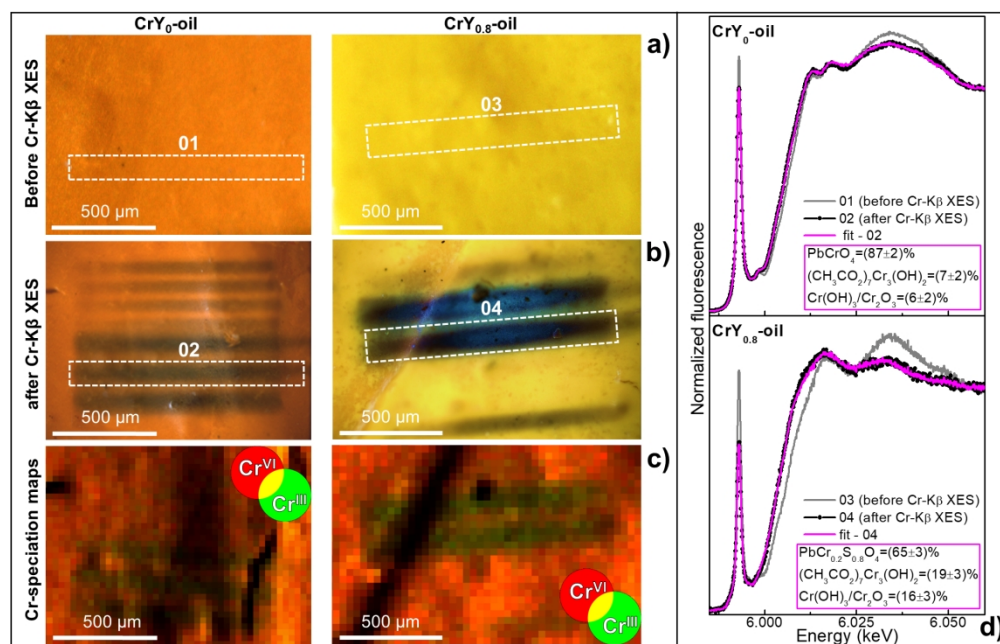 CrY₀-oil
CrY₀.₈-oil
Before Cr-Kβ XES
a)
01
500 µm
03
500 µm
after Cr-Kβ XES
b)
02
500 µm
04
500 µm
Cr-speciation maps
c)
Crⱽᴵ
Crᴵᴵᴵ
500 µm
Crⱽᴵ
Crᴵᴵᴵ
500 µm
Normalized fluorescence
CrY₀-oil
01 (before Cr-Kβ XES)
02 (after Cr-Kβ XES)
fit - 02
PbCrO₄=(87±2)%
(CH₃CO₂)₇Cr₃(OH)₂=(7±2)%
Cr(OH)₃/Cr₂O₃=(6±2)%
CrY₀.₈-oil
03 (before Cr-Kβ XES)
04 (after Cr-Kβ XES)
fit - 04
PbCr₀.₂S₀.₈O₄=(65±3)%
(CH₃CO₂)₇Cr₃(OH)₂=(19±3)%
Cr(OH)₃/Cr₂O₃=(16±3)%
6.000 6.025 6.050
Energy (keV)
d)